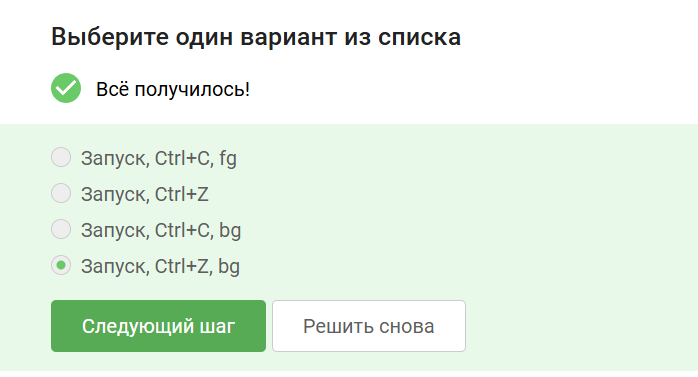 Выберите один вариант из списка
Всё получилось!
Запуск, Ctrl+C, fg
Запуск, Ctrl+Z
Запуск, Ctrl+C, bg
Запуск, Ctrl+Z, bg
Следующий шаг
Решить снова